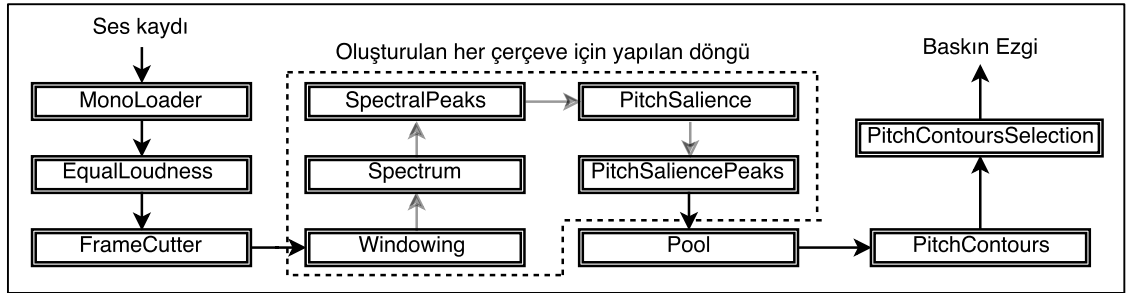 Ses kaydı
MonoLoader
EqualLoudness
FrameCutter
Oluşturulan her çerçeve için yapılan döngü
Windowing
Spectrum
SpectralPeaks
PitchSalience
PitchSaliencePeaks
Pool
PitchContours
PitchContoursSelection
Baskın Ezgi